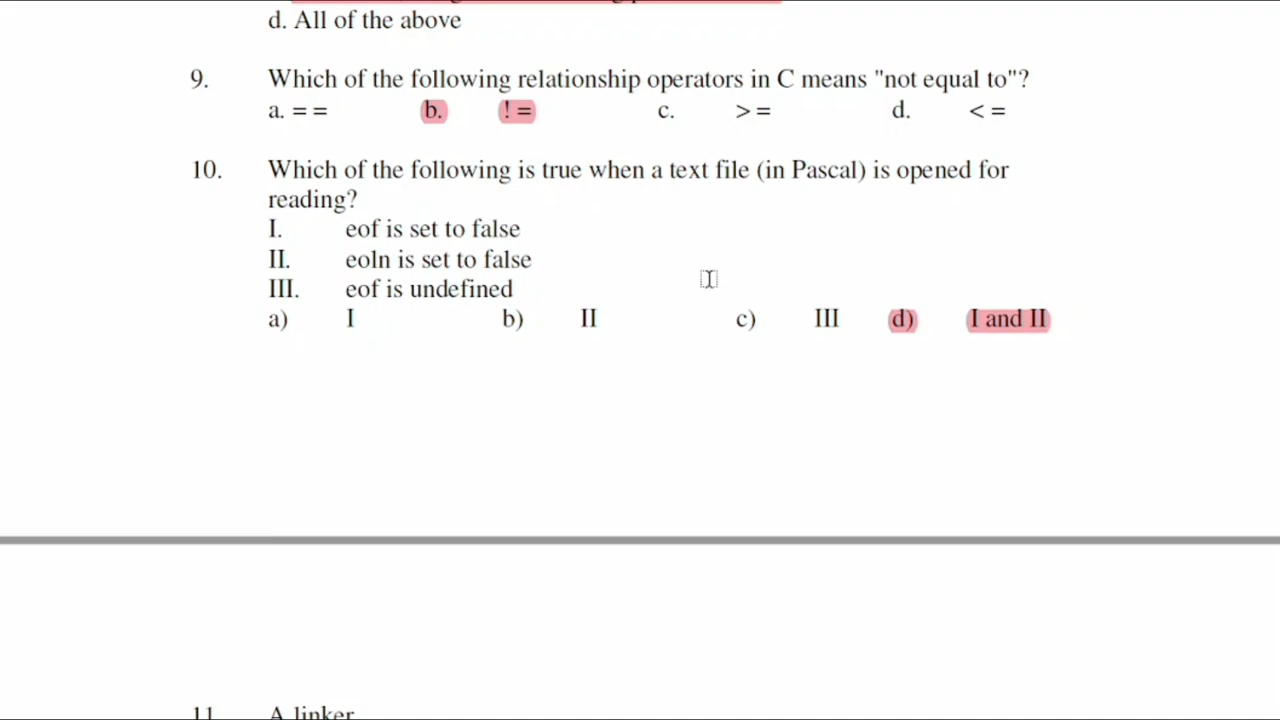 d. All of the above
9. Which of the following relationship operators in C means "not equal to"?
a. = = b. ! = c. > = d. < =
10. Which of the following is true when a text file (in Pascal) is opened for
reading?
I. eof is set to false
II. eoln is set to false
III. eof is undefined
a) I b) II c) III d) I and II
11. A linker